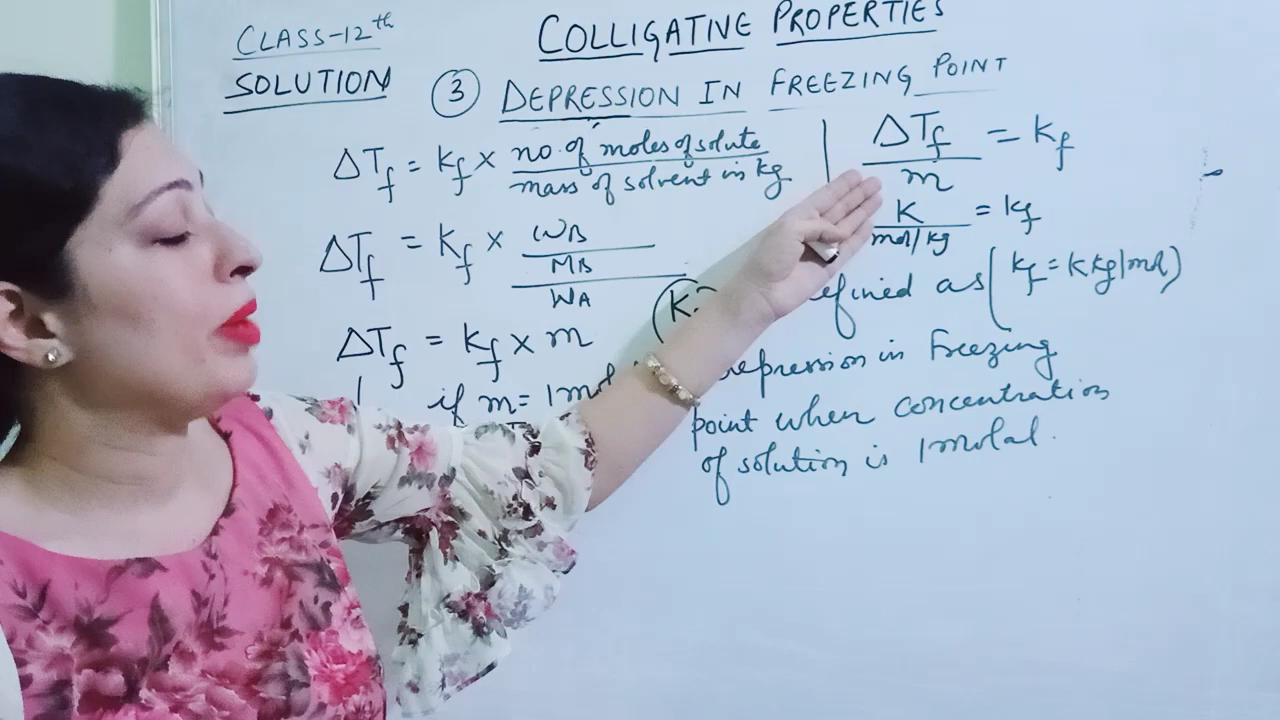 CLASS-12th
SOLUTION
COLLIGATIVE PROPERTIES
③ DEPRESSION IN FREEZING POINT
ΔTf = Kf × no. of moles of solute / mass of solvent in kg
ΔTf = Kf × WB / MB / WA
ΔTf = Kf × m
if m = 1
ΔTf / m = Kf
K / mol/kg = Kf
as (Kf = K kg/mol)
depression in Freezing
point when concentration
of solution is 1molal.